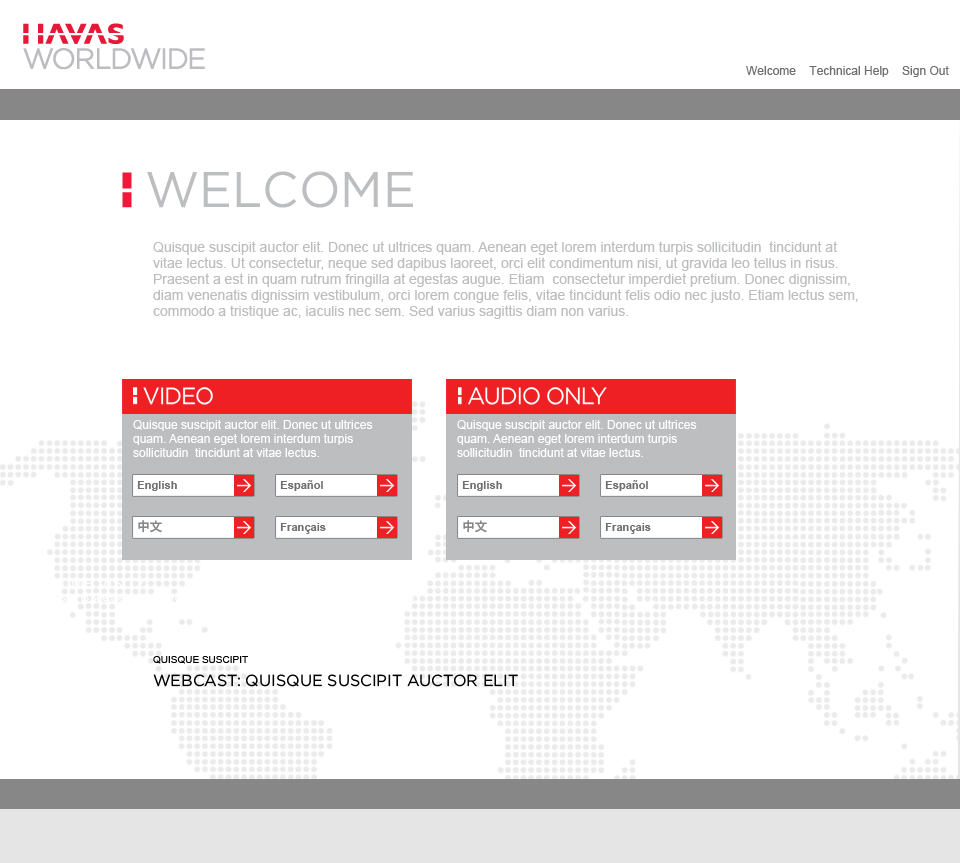 HAVAS
WORLDWIDE
Welcome Technical Help Sign Out
WELCOME
Quisque suscipit auctor elit. Donec ut ultrices quam. Aenean eget lorem interdum turpis sollicitudin  tincidunt at
vitae lectus. Ut consectetur, neque sed dapibus laoreet, orci elit condimentum nisi, ut gravida leo tellus in risus.
Praesent a est in quam rutrum fringilla at egestas augue. Etiam  consectetur imperdiet pretium. Donec dignissim,
diam venenatis dignissim vestibulum, orci lorem congue felis, vitae tincidunt felis odio nec justo. Etiam lectus sem,
commodo a tristique ac, iaculis nec sem. Sed varius sagittis diam non varius.
VIDEO
Quisque suscipit auctor elit. Donec ut ultrices
quam. Aenean eget lorem interdum turpis
sollicitudin  tincidunt at vitae lectus.
English Español
中文 Français
AUDIO ONLY
Quisque suscipit auctor elit. Donec ut ultrices
quam. Aenean eget lorem interdum turpis
sollicitudin  tincidunt at vitae lectus.
English Español
中文 Français
QUISQUE SUSCIPIT
WEBCAST: QUISQUE SUSCIPIT AUCTOR ELIT